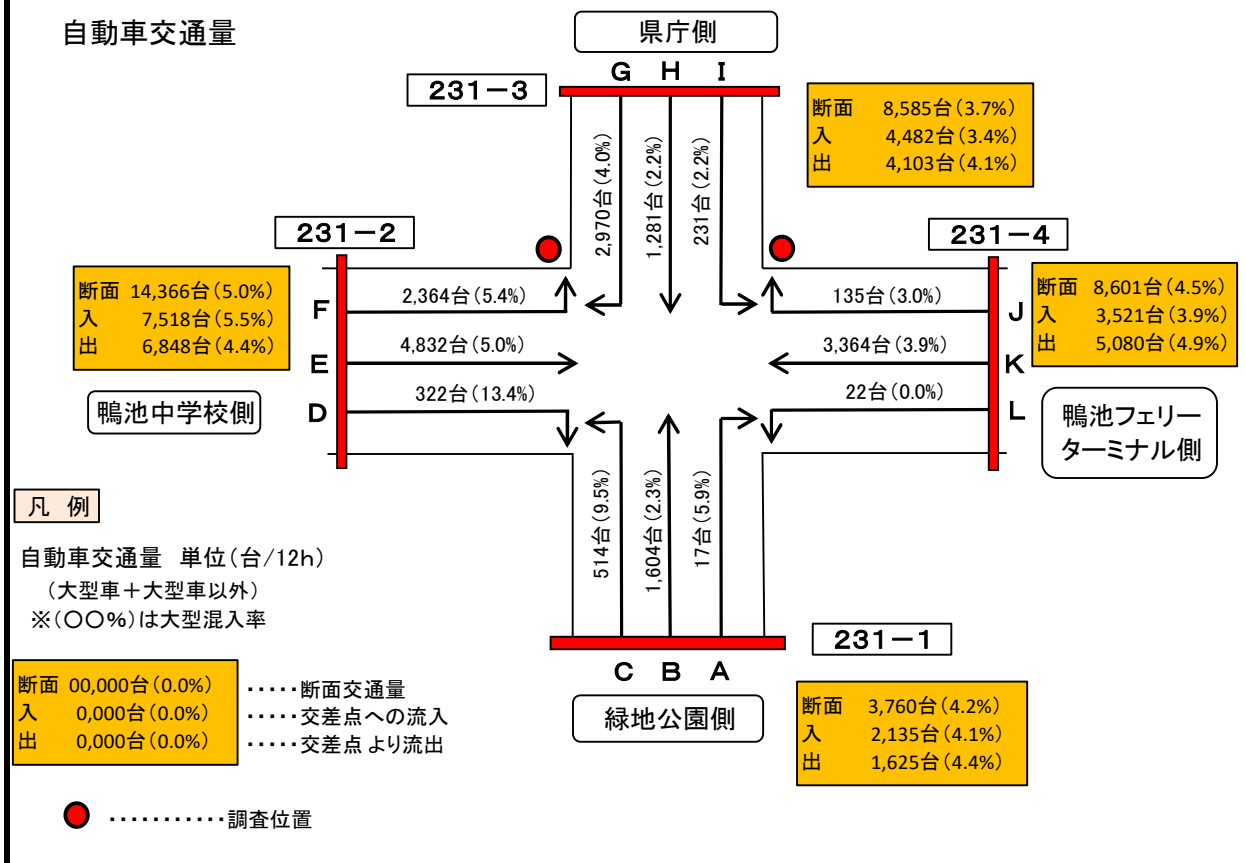 自動車交通量
県庁側
G H I
231－3
断面 8,585台(3.7%)
入 4,482台(3.4%)
出 4,103台(4.1%)
2,970台(4.0%)
1,281台(2.2%)
231台(2.2%)
231－2
231－4
断面 14,366台(5.0%)
入 7,518台(5.5%)
出 6,848台(4.4%)
F
2,364台(5.4%)
E
4,832台(5.0%)
D
322台(13.4%)
鴨池中学校側
135台(3.0%)
J
3,364台(3.9%)
K
22台(0.0%)
L
断面 8,601台(4.5%)
入 3,521台(3.9%)
出 5,080台(4.9%)
鴨池フェリー
ターミナル側
514台(9.5%)
1,604台(2.3%)
17台(5.9%)
C B A
231－1
緑地公園側
断面 3,760台(4.2%)
入 2,135台(4.1%)
出 1,625台(4.4%)
凡 例
自動車交通量 単位(台/12h)
(大型車＋大型車以外)
※(○○%)は大型混入率
断面 00,000台(0.0%) ・・・・・断面交通量
入 0,000台(0.0%) ・・・・・交差点への流入
出 0,000台(0.0%) ・・・・・交差点より流出
・・・・・・・・・・・調査位置